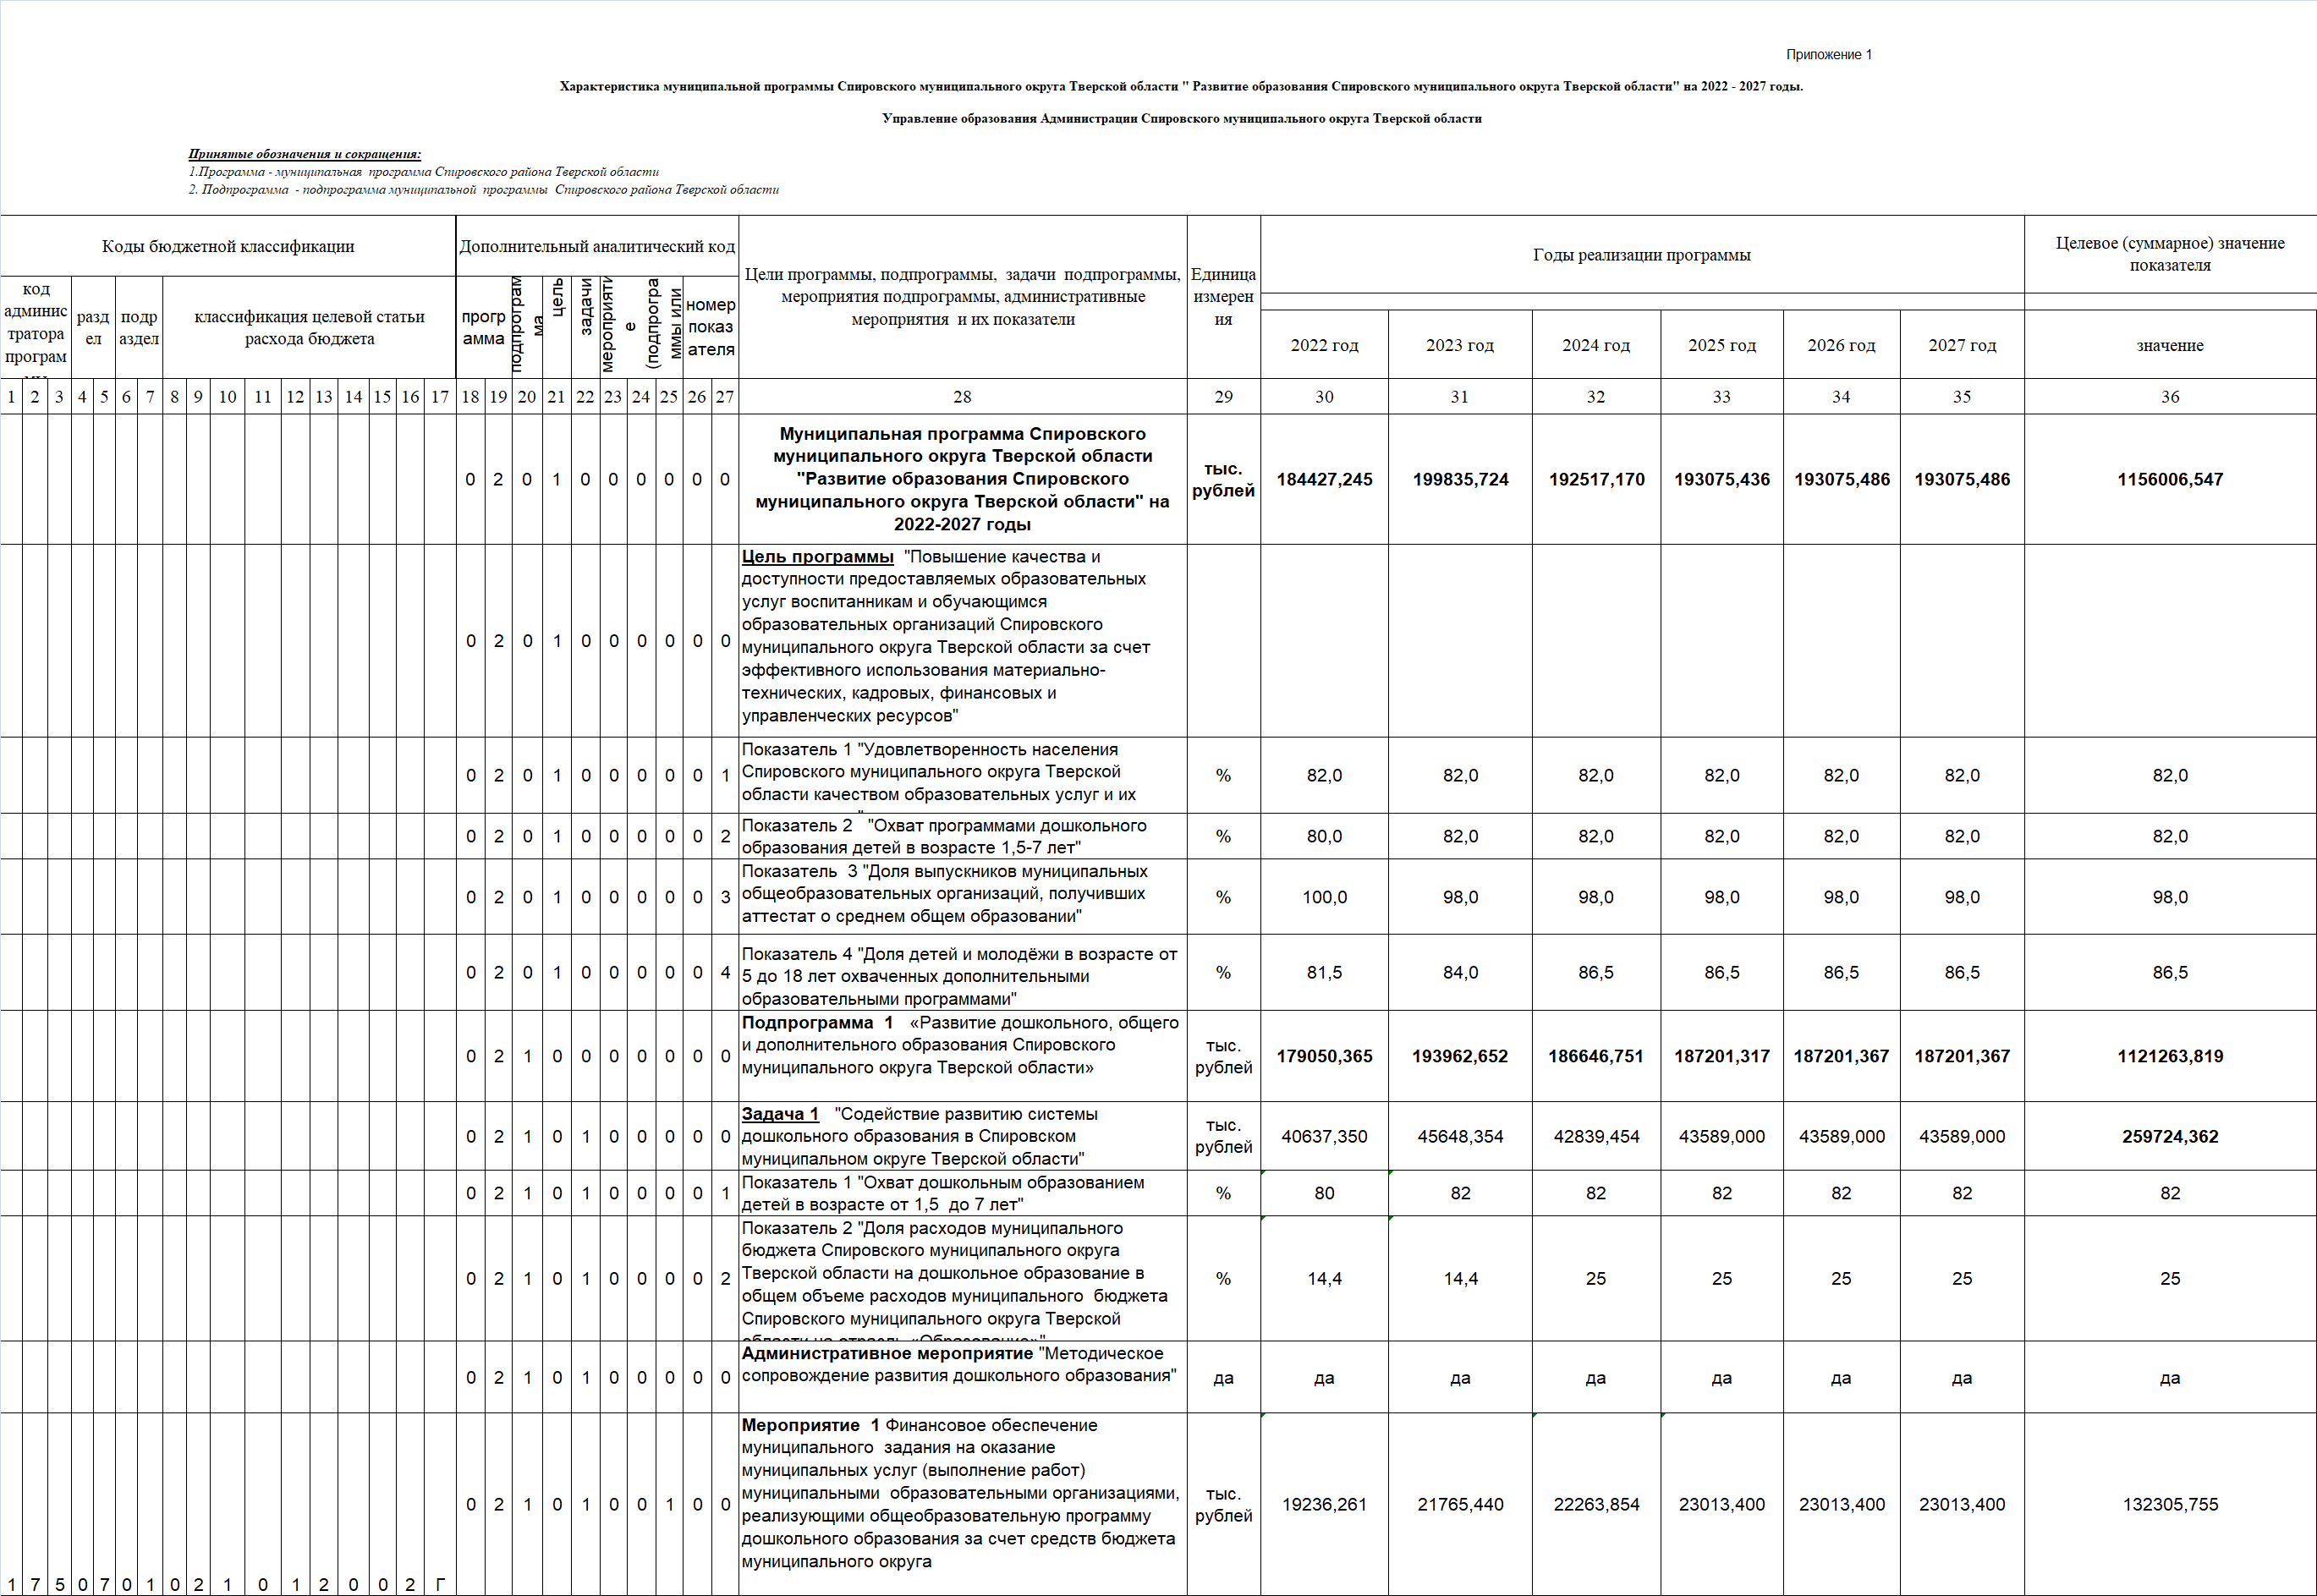 Приложение 1
Характеристика муниципальной программы Спировского муниципального округа Тверской области " Развитие образования Спировского муниципального округа Тверской области" на 2022 - 2027 годы.
Управление образования Администрации Спировского муниципального округа Тверской области
Принятые обозначения и сокращения:
1.Программа - муниципальная программа Спировского района Тверской области
2. Подпрограмма - подпрограмма муниципальной программы Спировского района Тверской области
Коды бюджетной классификации
Дополнительный аналитический код
Цели программы, подпрограммы, задачи подпрограммы,
мероприятия подпрограммы, административные
мероприятия и их показатели
Единица
измерен
ия
Годы реализации программы
Целевое (суммарное) значение
показателя
код
админис
тратора
програм
разд
ел
подр
аздел
классификация целевой статьи
расхода бюджета
прогр
амма
подпрограм
ма
цель
задачи
мероприяти
е
(подпрогра
ммы или
номер
показ
ателя
2022 год 2023 год 2024 год 2025 год 2026 год 2027 год значение
1 2 3 4 5 6 7 8 9 10 11 12 13 14 15 16 17 18 19 20 21 22 23 24 25 26 27 28 29 30 31 32 33 34 35 36
0 2 0 1 0 0 0 0 0 0
Муниципальная программа Спировского
муниципального округа Тверской области
"Развитие образования Спировского
муниципального округа Тверской области" на
2022-2027 годы
тыс.
рублей
184427,245 199835,724 192517,170 193075,436 193075,486 193075,486 1156006,547
0 2 0 1 0 0 0 0 0 0
Цель программы "Повышение качества и
доступности предоставляемых образовательных
услуг воспитанникам и обучающимся
образовательных организаций Спировского
муниципального округа Тверской области за счет
эффективного использования материально-
технических, кадровых, финансовых и
управленческих ресурсов"
0 2 0 1 0 0 0 0 0 1
Показатель 1 "Удовлетворенность населения
Спировского муниципального округа Тверской
области качеством образовательных услуг и их
% 82,0 82,0 82,0 82,0 82,0 82,0 82,0
0 2 0 1 0 0 0 0 0 2
Показатель 2 "Охват программами дошкольного
образования детей в возрасте 1,5-7 лет"
% 80,0 82,0 82,0 82,0 82,0 82,0 82,0
0 2 0 1 0 0 0 0 0 3
Показатель 3 "Доля выпускников муниципальных
общеобразовательных организаций, получивших
аттестат о среднем общем образовании"
% 100,0 98,0 98,0 98,0 98,0 98,0 98,0
0 2 0 1 0 0 0 0 0 4
Показатель 4 "Доля детей и молодёжи в возрасте от
5 до 18 лет охваченных дополнительными
образовательными программами"
% 81,5 84,0 86,5 86,5 86,5 86,5 86,5
0 2 1 0 0 0 0 0 0 0
Подпрограмма 1 «Развитие дошкольного, общего
и дополнительного образования Спировского
муниципального округа Тверской области»
тыс.
рублей
179050,365 193962,652 186646,751 187201,317 187201,367 187201,367 1121263,819
0 2 1 0 1 0 0 0 0 0
Задача 1 "Содействие развитию системы
дошкольного образования в Спировском
муниципальном округе Тверской области"
тыс.
рублей
40637,350 45648,354 42839,454 43589,000 43589,000 43589,000 259724,362
0 2 1 0 1 0 0 0 0 1
Показатель 1 "Охват дошкольным образованием
детей в возрасте от 1,5 до 7 лет"
% 80 82 82 82 82 82 82
0 2 1 0 1 0 0 0 0 2
Показатель 2 "Доля расходов муниципального
бюджета Спировского муниципального округа
Тверской области на дошкольное образование в
общем объеме расходов муниципального бюджета
Спировского муниципального округа Тверской
области на отрасль «Образование»"
% 14,4 14,4 25 25 25 25 25
0 2 1 0 1 0 0 0 0 0
Административное мероприятие "Методическое
сопровождение развития дошкольного образования"
да да да да да да да да
1 7 5 0 7 0 1 0 2 1 0 1 2 0 0 2 Г 0 2 1 0 1 0 0 1 0 0
Мероприятие 1 Финансовое обеспечение
муниципального задания на оказание
муниципальных услуг (выполнение работ)
муниципальными образовательными организациями,
реализующими общеобразовательную программу
дошкольного образования за счет средств бюджета
муниципального округа
тыс.
рублей
19236,261 21765,440 22263,854 23013,400 23013,400 23013,400 132305,755